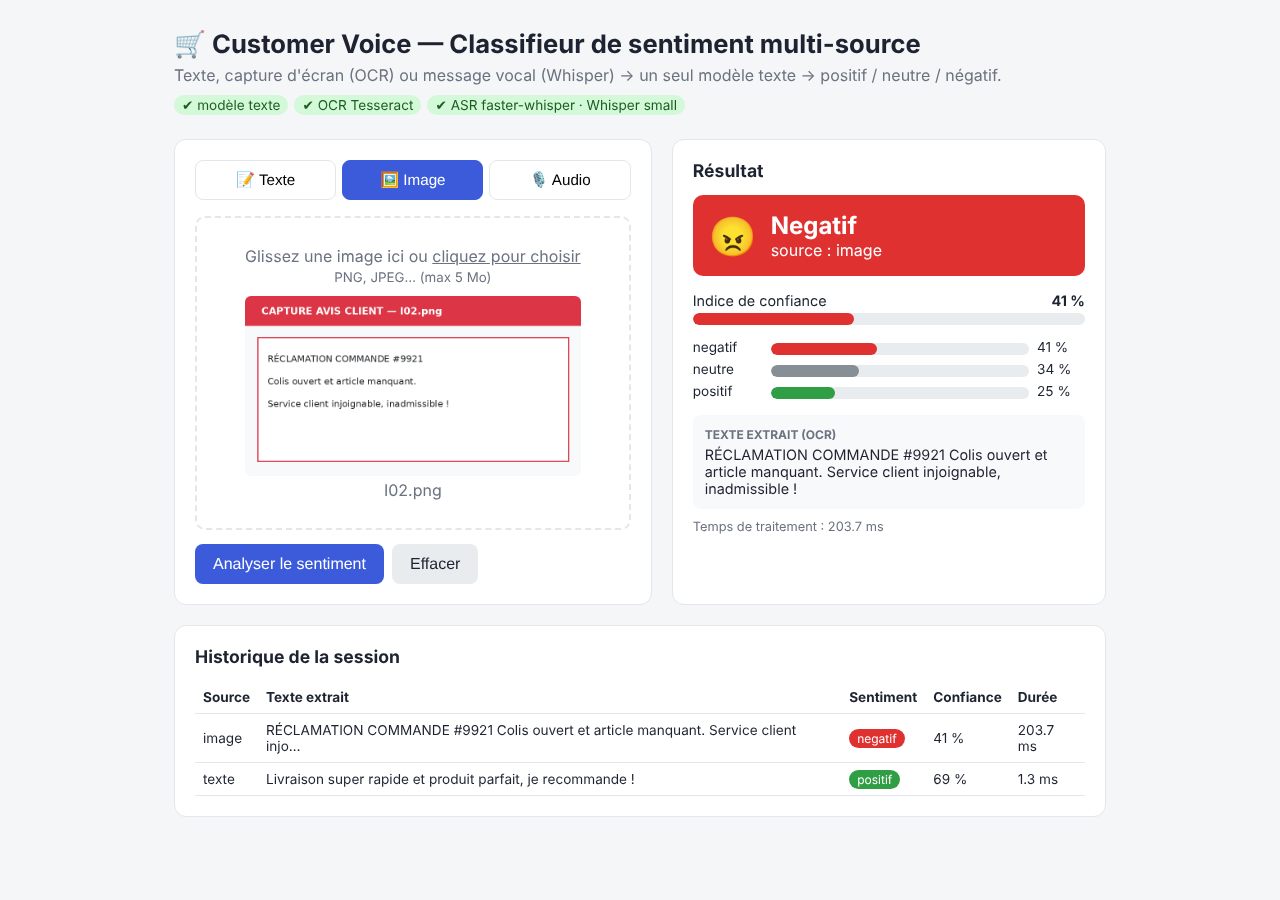 🛒 Customer Voice — Classifieur de sentiment multi-source
Texte, capture d'écran (OCR) ou message vocal (Whisper) → un seul modèle texte → positif / neutre / négatif.
✔ modèle texte ✔ OCR Tesseract ✔ ASR faster-whisper · Whisper small
📝 Texte 🖼️ Image 🎙️ Audio
Glissez une image ici ou cliquez pour choisir
PNG, JPEG… (max 5 Mo)
CAPTURE AVIS CLIENT — I02.png
RÉCLAMATION COMMANDE #9921
Colis ouvert et article manquant.
Service client injoignable, inadmissible !
I02.png
Analyser le sentiment Effacer
Résultat
Negatif
source : image
Indice de confiance 41 %
negatif 41 %
neutre 34 %
positif 25 %
TEXTE EXTRAIT (OCR)
RÉCLAMATION COMMANDE #9921 Colis ouvert et
article manquant. Service client injoignable,
inadmissible !
Temps de traitement : 203.7 ms
Historique de la session
Source Texte extrait Sentiment Confiance Durée
image RÉCLAMATION COMMANDE #9921 Colis ouvert et article manquant. Service client injo… negatif 41 % 203.7 ms
texte Livraison super rapide et produit parfait, je recommande ! positif 69 % 1.3 ms